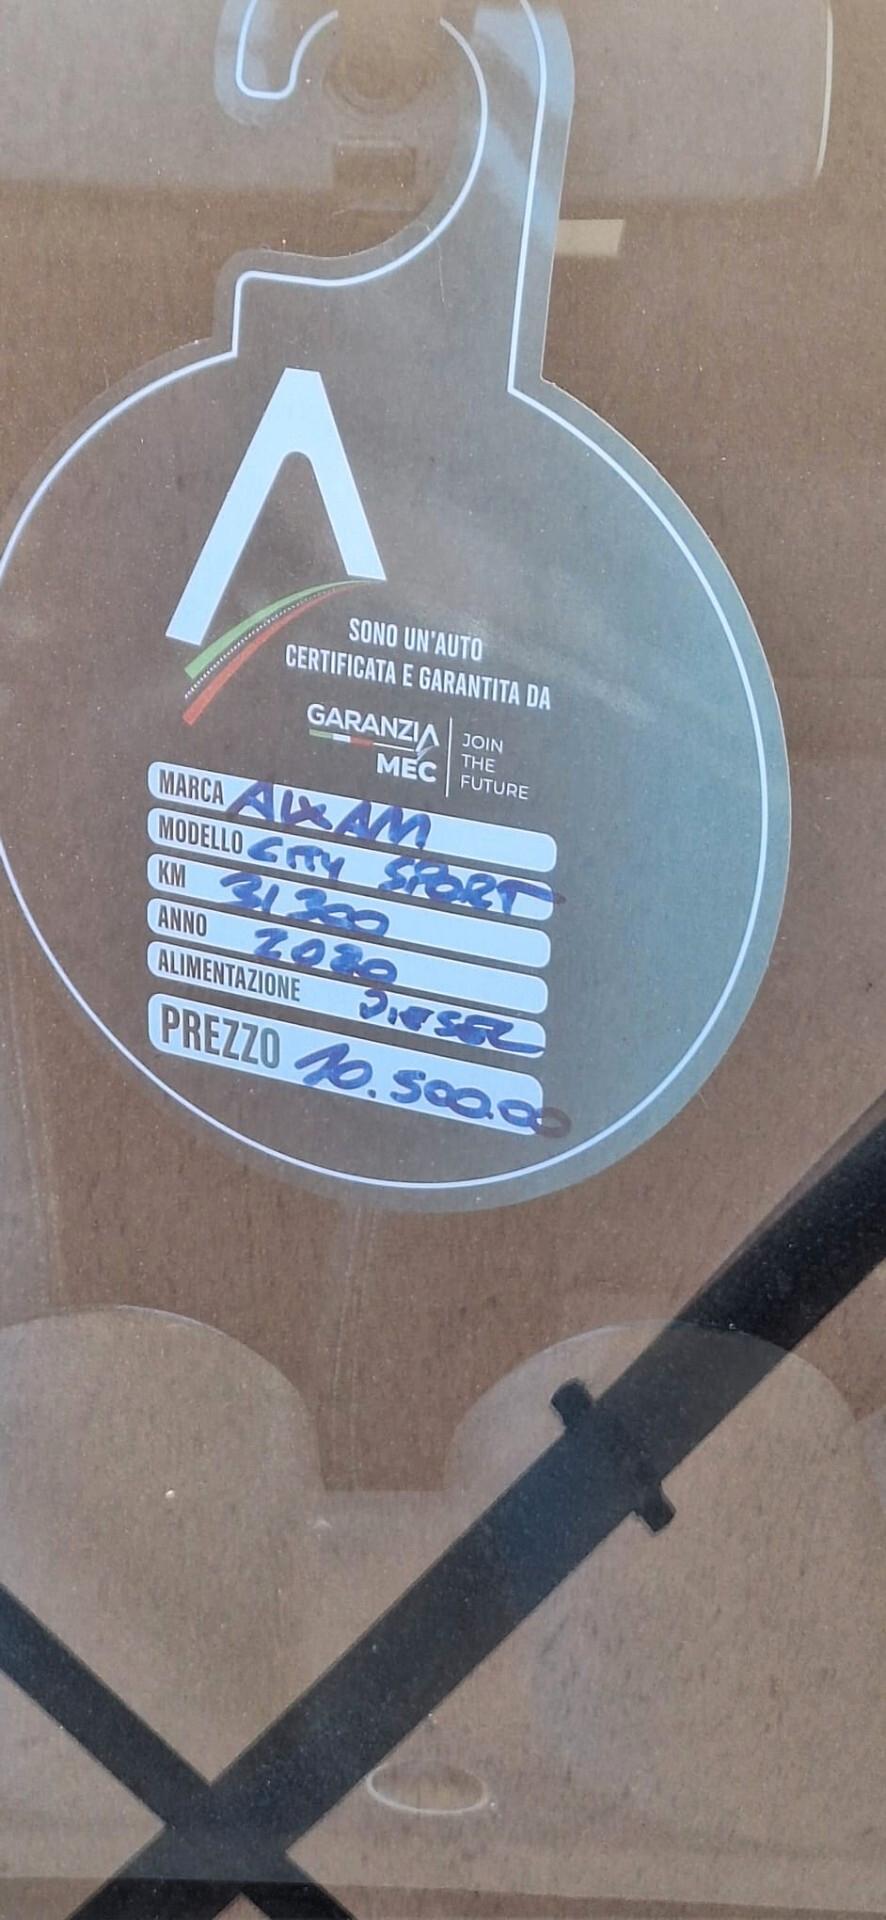 SONO UN'AUTO
CERTIFICATA E GARANTITA DA
GARANZIA
MEC
JOIN
THE
FUTURE
MARCA AIXAM
MODELLO CITY SPORT
KM 31300
ANNO 2020
ALIMENTAZIONE DIESEL
PREZZO 10.500.00